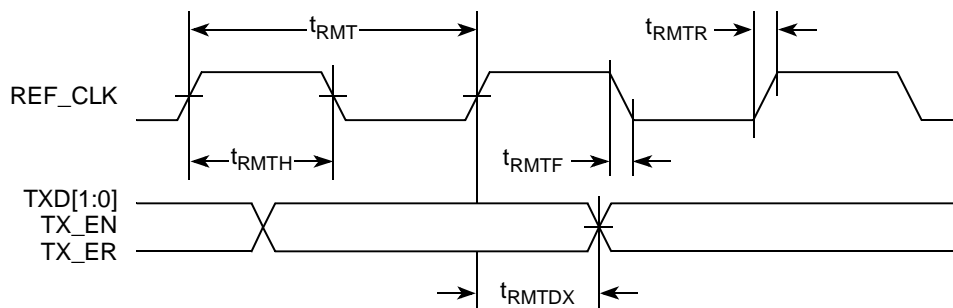 tRMT
tRMTR
REF_CLK
tRMTH
tRMTF
TXD[1:0]
TX_EN
TX_ER
tRMTDX